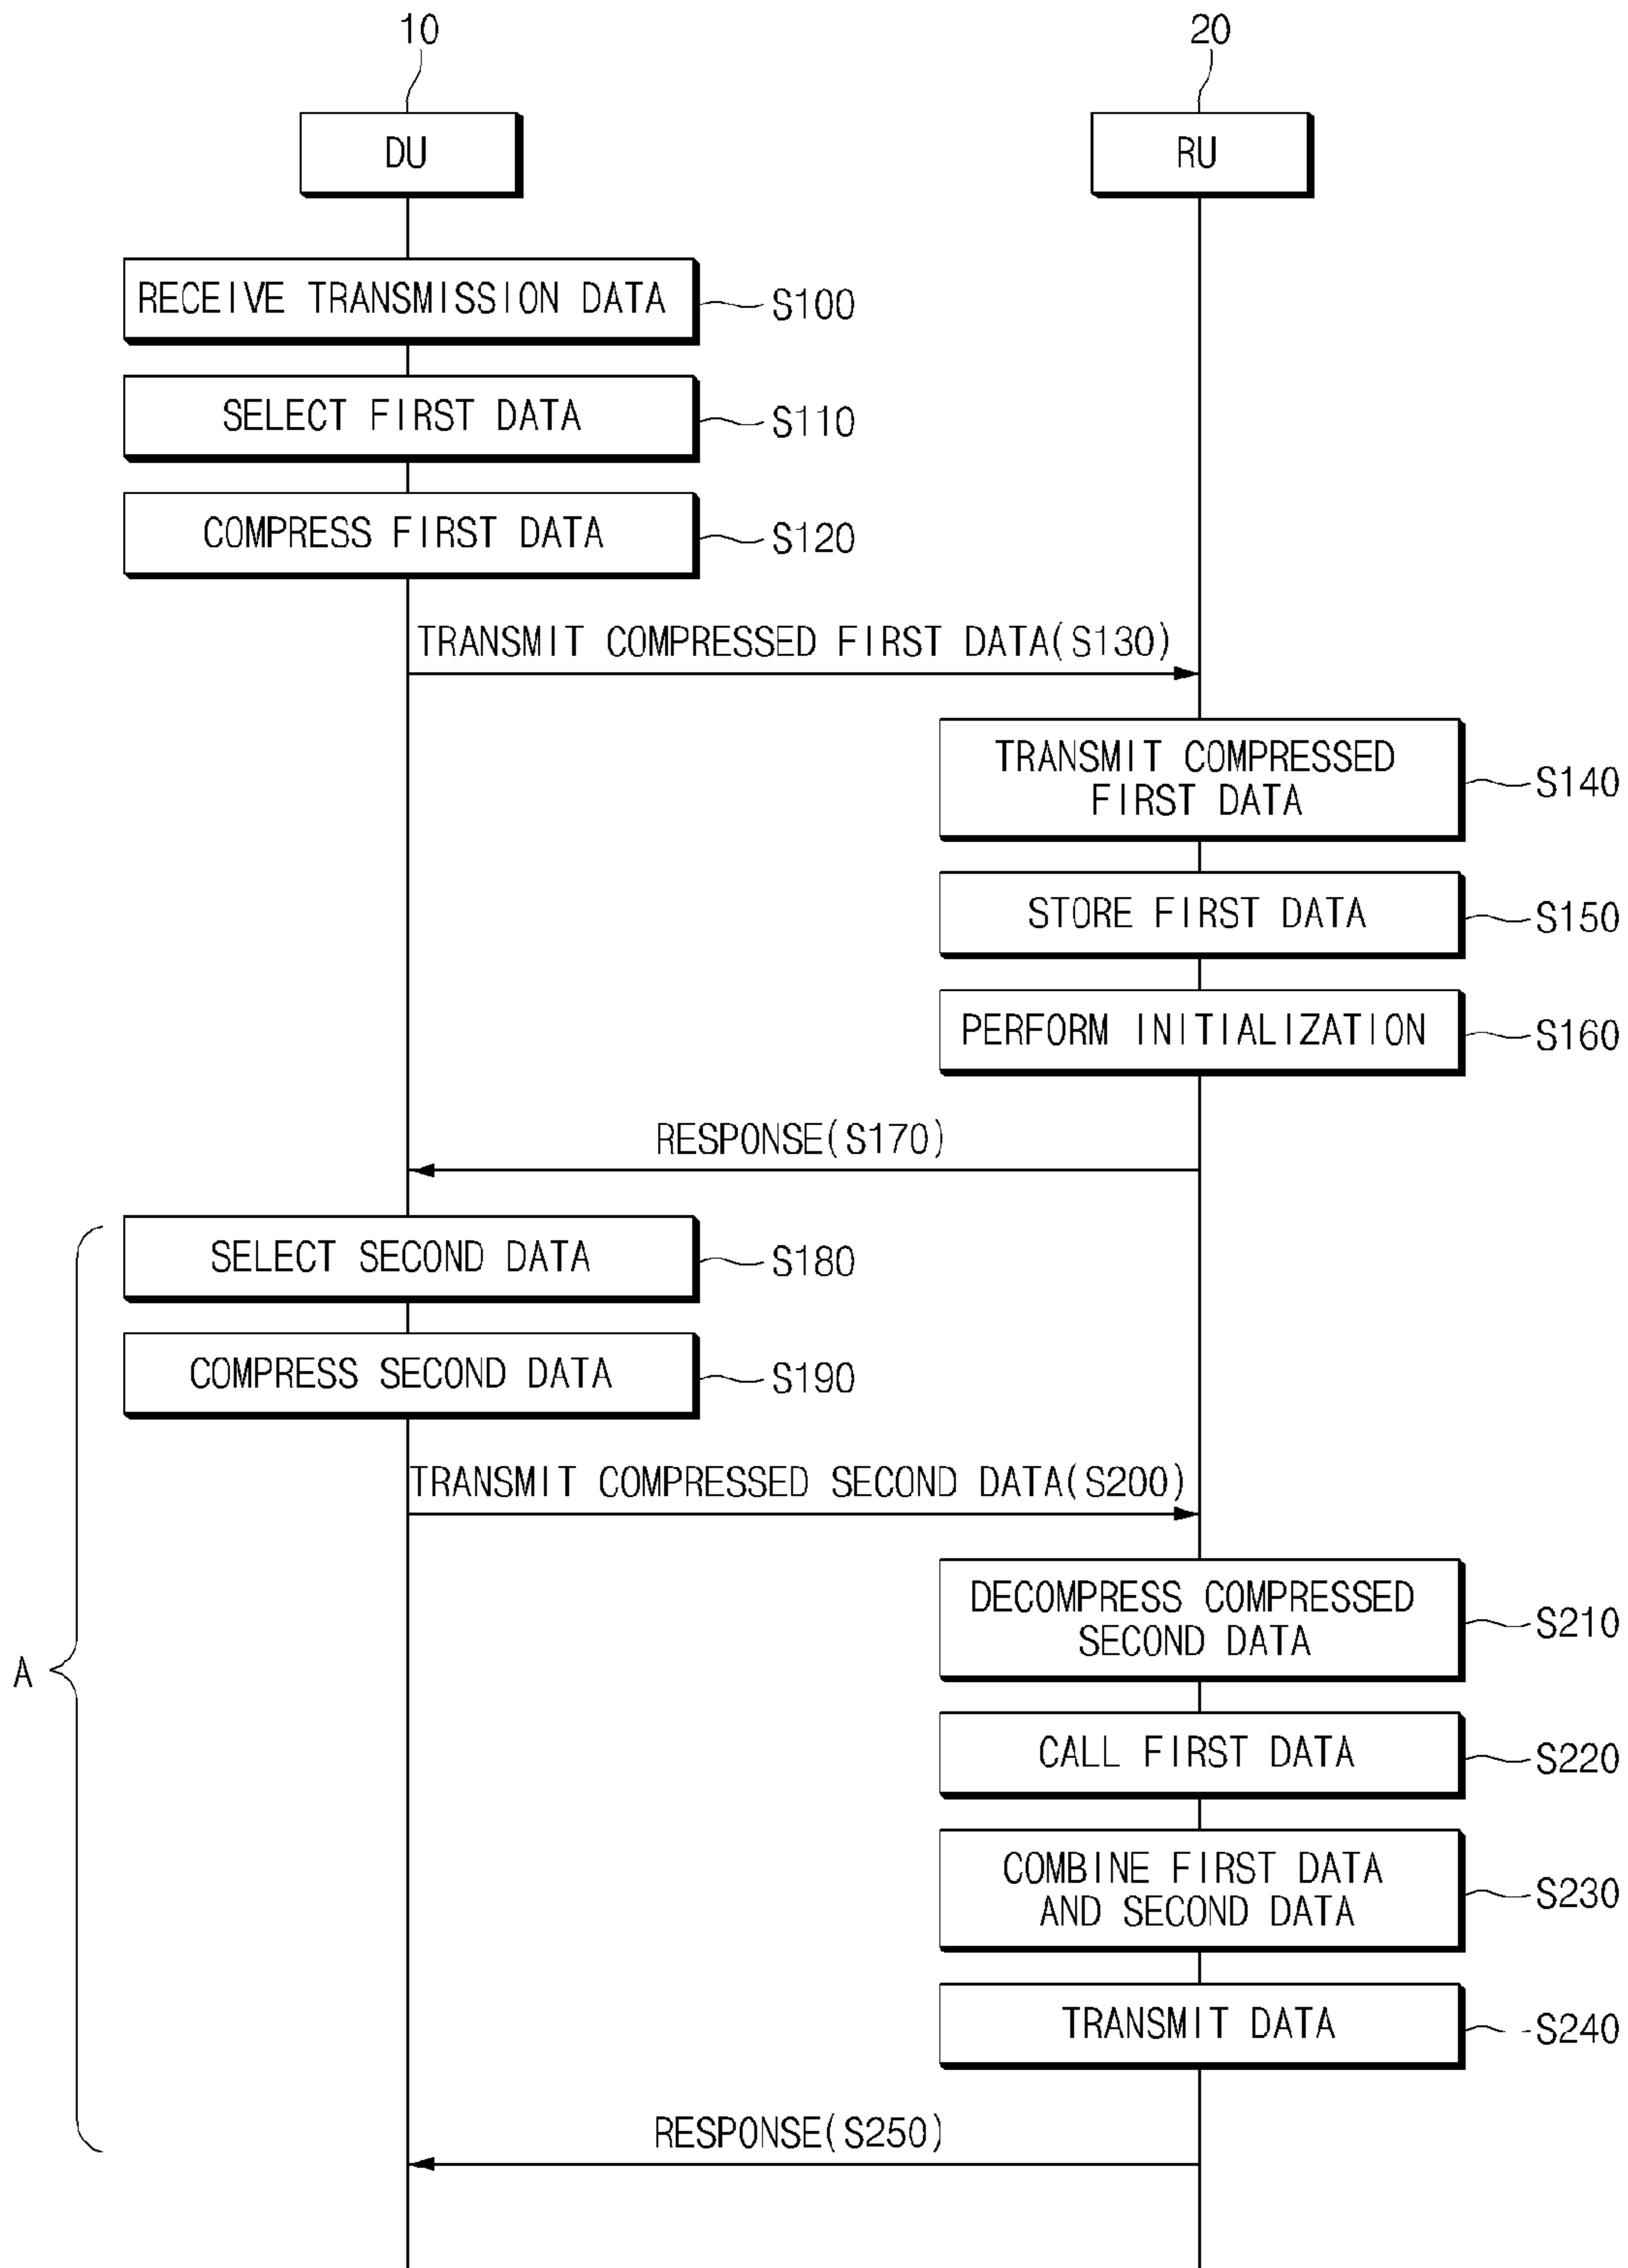 10
20
DU
RU
RECEIVE TRANSMISSION DATA
S100
SELECT FIRST DATA
S110
COMPRESS FIRST DATA
S120
TRANSMIT COMPRESSED FIRST DATA(S130)
TRANSMIT COMPRESSED
FIRST DATA
S140
STORE FIRST DATA
S150
PERFORM INITIALIZATION
S160
RESPONSE(S170)
SELECT SECOND DATA
S180
COMPRESS SECOND DATA
S190
TRANSMIT COMPRESSED SECOND DATA(S200)
DECOMPRESS COMPRESSED
SECOND DATA
S210
A
CALL FIRST DATA
S220
COMBINE FIRST DATA
AND SECOND DATA
S230
TRANSMIT DATA
S240
RESPONSE(S250)